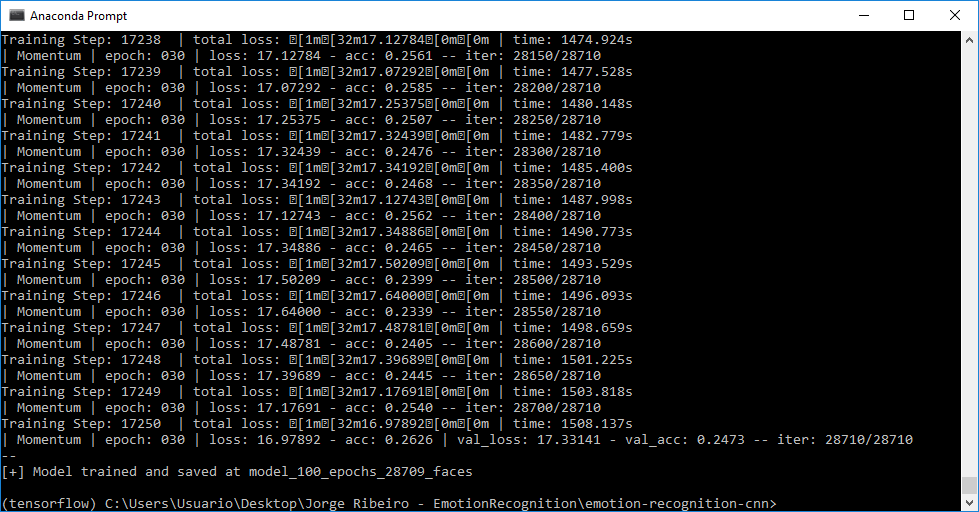 Anaconda Prompt
Training Step: 17238  | total loss: �[1m�[32m17.12784�[0m�[0m | time: 1474.924s
| Momentum | epoch: 030 | loss: 17.12784 - acc: 0.2561 -- iter: 28150/28710
Training Step: 17239  | total loss: �[1m�[32m17.07292�[0m�[0m | time: 1477.528s
| Momentum | epoch: 030 | loss: 17.07292 - acc: 0.2585 -- iter: 28200/28710
Training Step: 17240  | total loss: �[1m�[32m17.25375�[0m�[0m | time: 1480.148s
| Momentum | epoch: 030 | loss: 17.25375 - acc: 0.2507 -- iter: 28250/28710
Training Step: 17241  | total loss: �[1m�[32m17.32439�[0m�[0m | time: 1482.779s
| Momentum | epoch: 030 | loss: 17.32439 - acc: 0.2476 -- iter: 28300/28710
Training Step: 17242  | total loss: �[1m�[32m17.34192�[0m�[0m | time: 1485.400s
| Momentum | epoch: 030 | loss: 17.34192 - acc: 0.2468 -- iter: 28350/28710
Training Step: 17243  | total loss: �[1m�[32m17.12743�[0m�[0m | time: 1487.998s
| Momentum | epoch: 030 | loss: 17.12743 - acc: 0.2562 -- iter: 28400/28710
Training Step: 17244  | total loss: �[1m�[32m17.34886�[0m�[0m | time: 1490.773s
| Momentum | epoch: 030 | loss: 17.34886 - acc: 0.2465 -- iter: 28450/28710
Training Step: 17245  | total loss: �[1m�[32m17.50209�[0m�[0m | time: 1493.529s
| Momentum | epoch: 030 | loss: 17.50209 - acc: 0.2399 -- iter: 28500/28710
Training Step: 17246  | total loss: �[1m�[32m17.64000�[0m�[0m | time: 1496.093s
| Momentum | epoch: 030 | loss: 17.64000 - acc: 0.2339 -- iter: 28550/28710
Training Step: 17247  | total loss: �[1m�[32m17.48781�[0m�[0m | time: 1498.659s
| Momentum | epoch: 030 | loss: 17.48781 - acc: 0.2405 -- iter: 28600/28710
Training Step: 17248  | total loss: �[1m�[32m17.39689�[0m�[0m | time: 1501.225s
| Momentum | epoch: 030 | loss: 17.39689 - acc: 0.2445 -- iter: 28650/28710
Training Step: 17249  | total loss: �[1m�[32m17.17691�[0m�[0m | time: 1503.818s
| Momentum | epoch: 030 | loss: 17.17691 - acc: 0.2540 -- iter: 28700/28710
Training Step: 17250  | total loss: �[1m�[32m16.97892�[0m�[0m | time: 1508.137s
| Momentum | epoch: 030 | loss: 16.97892 - acc: 0.2626 | val_loss: 17.33141 - val_acc: 0.2473 -- iter: 28710/28710
--
[+] Model trained and saved at model_100_epochs_28709_faces
(tensorflow) C:\Users\Usuario\Desktop\Jorge Ribeiro - EmotionRecognition\emotion-recognition-cnn>